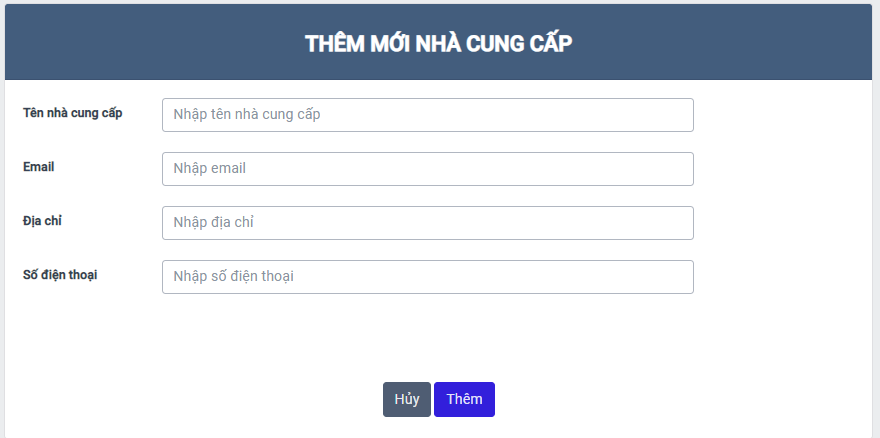 THÊM MỚI NHÀ CUNG CẤP
Tên nhà cung cấp
Nhập tên nhà cung cấp
Email
Nhập email
Địa chỉ
Nhập địa chỉ
Số điện thoại
Nhập số điện thoại
Hủy Thêm